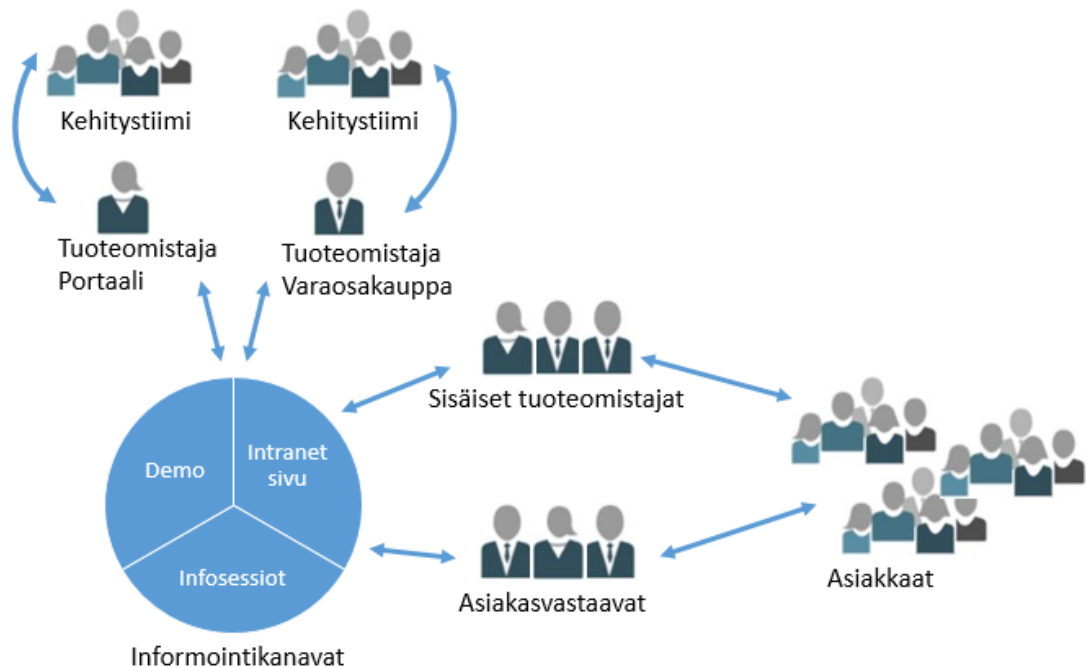 Kehitystiimi
Kehitystiimi
Tuoteomistaja
Portaali
Tuoteomistaja
Varaosakauppa
Sisäiset tuoteomistajat
Demo
Intranet
sivu
Infosessiot
Asiakasvastaavat
Asiakkaat
Informointikanavat